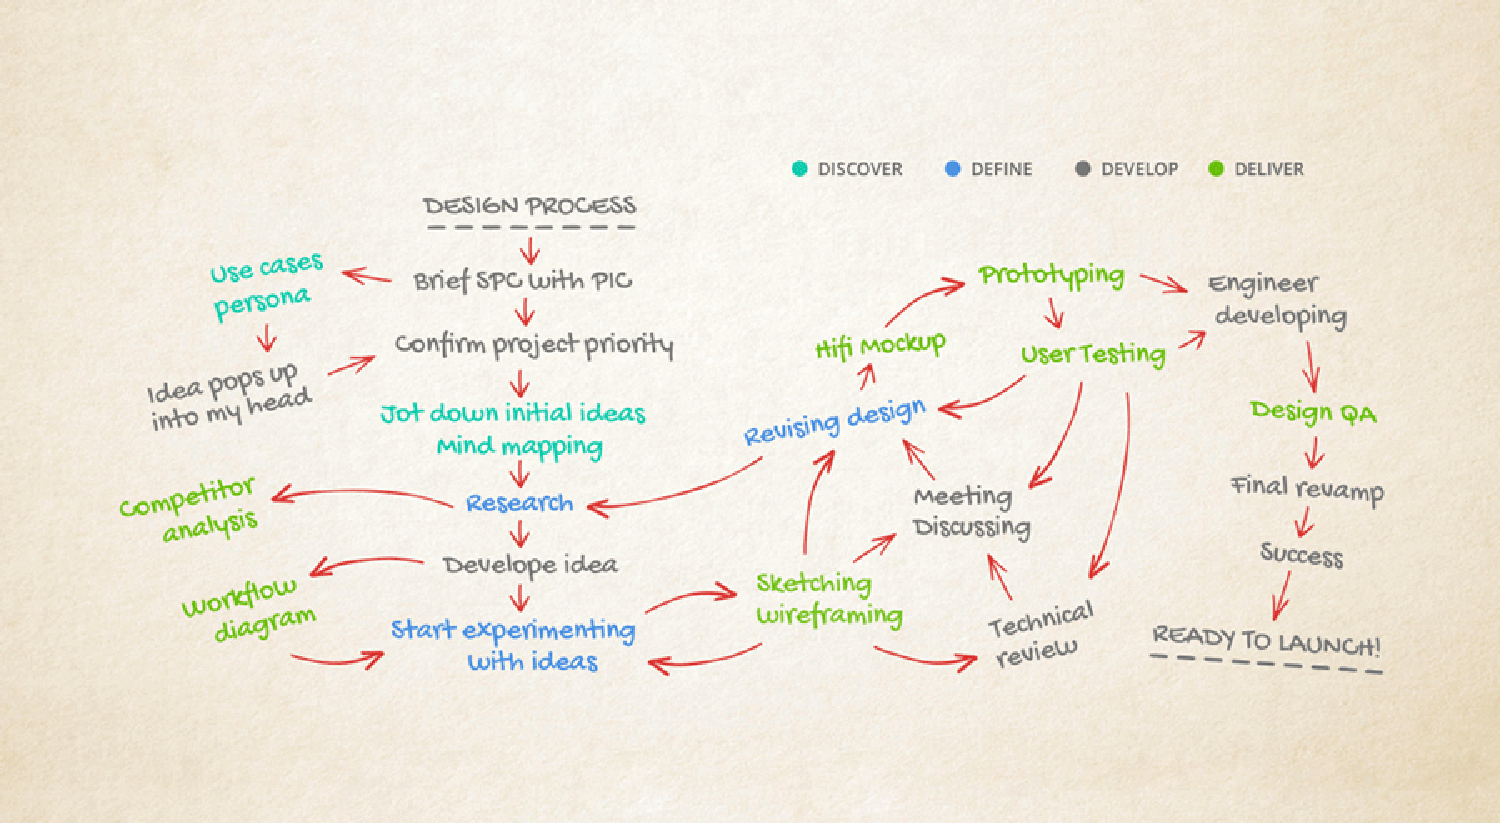 DISCOVER
DEFINE
DEVELOP
DELIVER
DESIGN PROCESS
Brief SPC with PIC
Use cases
persona
Idea pops up
into my head
Confirm project priority
Jot down initial ideas
Mind mapping
Research
Competitor
analysis
Develope idea
Workflow
diagram
Start experimenting
with ideas
Sketching
wireframing
Technical
review
Meeting
Discussing
Revising design
Hifi Mockup
Prototyping
User Testing
Engineer
developing
Design QA
Final revamp
Success
READY TO LAUNCH!